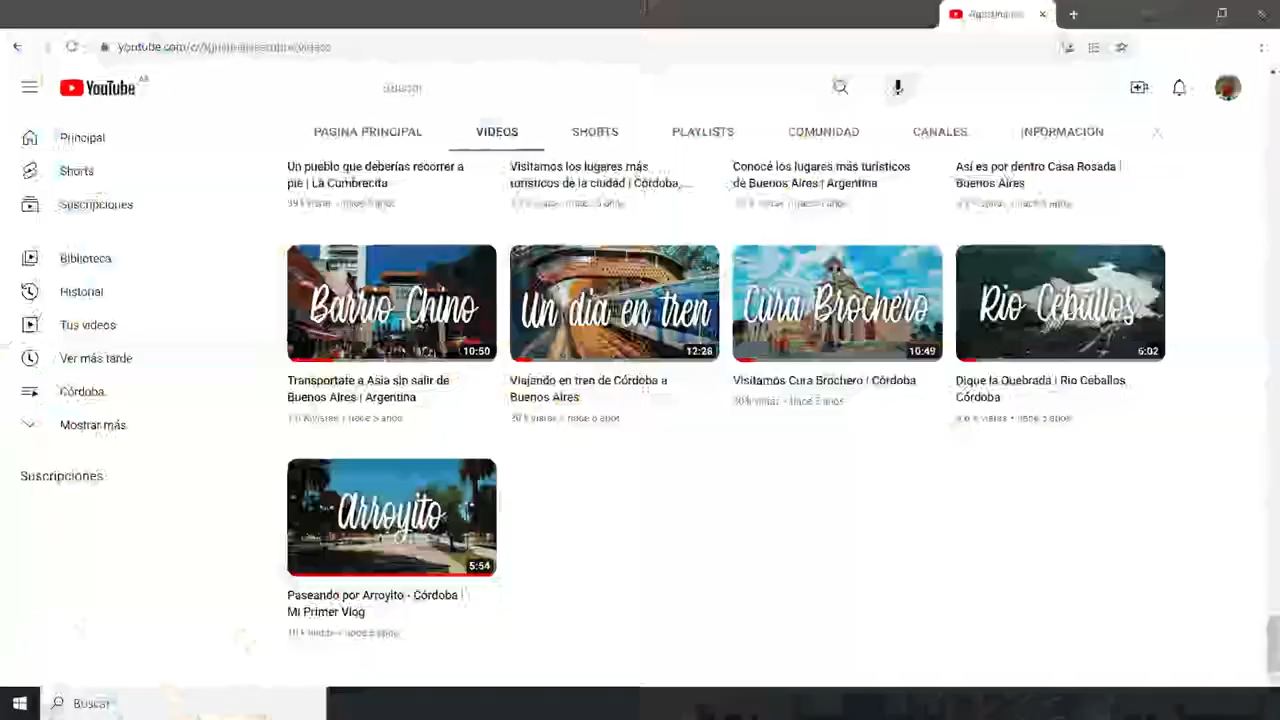 YouTube AR
Principal
Shorts
Suscripciones
Biblioteca
Historial
Tus videos
Ver más tarde
Córdoba
Mostrar más
Suscripciones
PÁGINA PRINCIPAL VIDEOS SHORTS PLAYLISTS COMUNIDAD CANALES INFORMACIÓN
Un pueblo que deberías recorrer a
pie | La Cumbrecita
Visitamos los lugares más
turísticos de la ciudad | Córdoba,...
Conocé los lugares más turísticos
de Buenos Aires | Argentina
Así es por dentro Casa Rosada |
Buenos Aires
Barrio Chino
10:50
Transportate a Asia sin salir de
Buenos Aires | Argentina
Un dia en tren
12:28
Viajando en tren de Córdoba a
Buenos Aires
Cura Brochero
10:49
Visitamos Cura Brochero | Córdoba
Rio Ceballos
6:02
Dique la Quebrada | Rio Ceballos
Córdoba
Arroyito
5:54
Paseando por Arroyito - Córdoba |
Mi Primer Vlog
Buscar